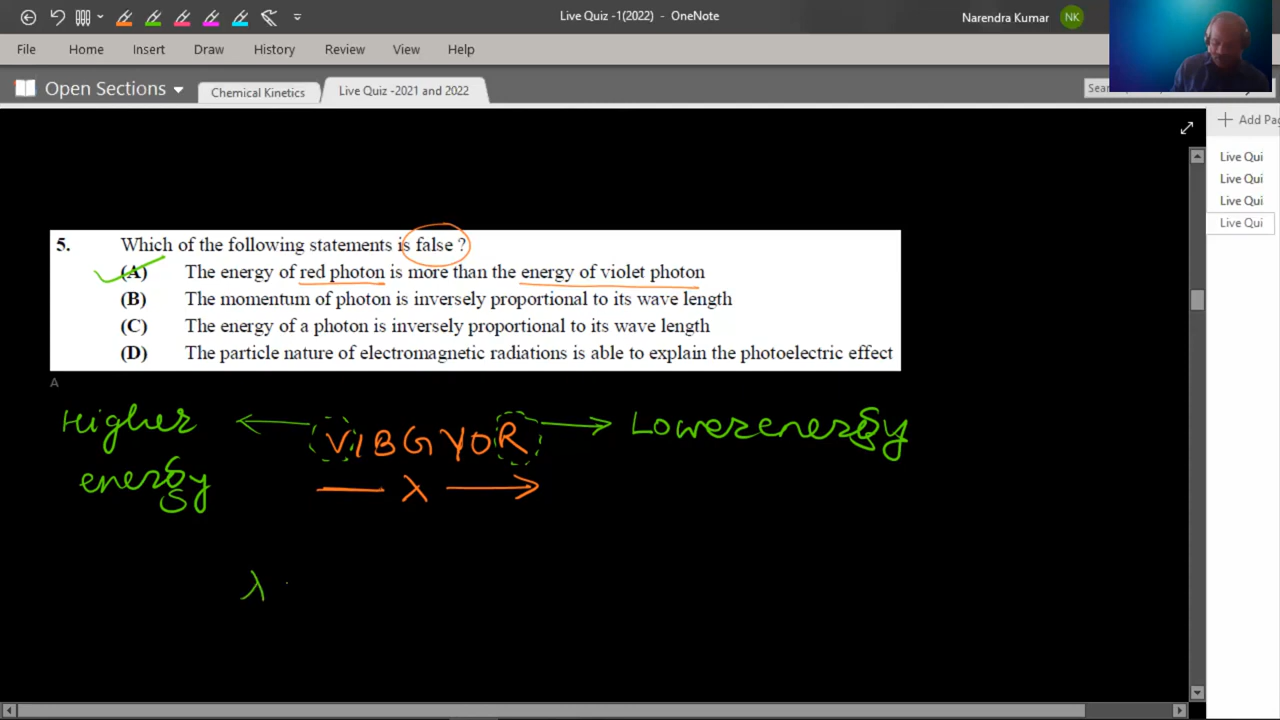 Live Quiz -1(2022) - OneNote
Narendra Kumar NK
File Home Insert Draw History Review View Help
Open Sections Chemical Kinetics Live Quiz -2021 and 2022
Add Pa
Live Qui
Live Qui
Live Qui
Live Qui
5. Which of the following statements is false ?
(A) The energy of red photon is more than the energy of violet photon
(B) The momentum of photon is inversely proportional to its wave length
(C) The energy of a photon is inversely proportional to its wave length
(D) The particle nature of electromagnetic radiations is able to explain the photoelectric effect
A
Higher energy ← VIBGYOR → Lower energy
— λ →
λ